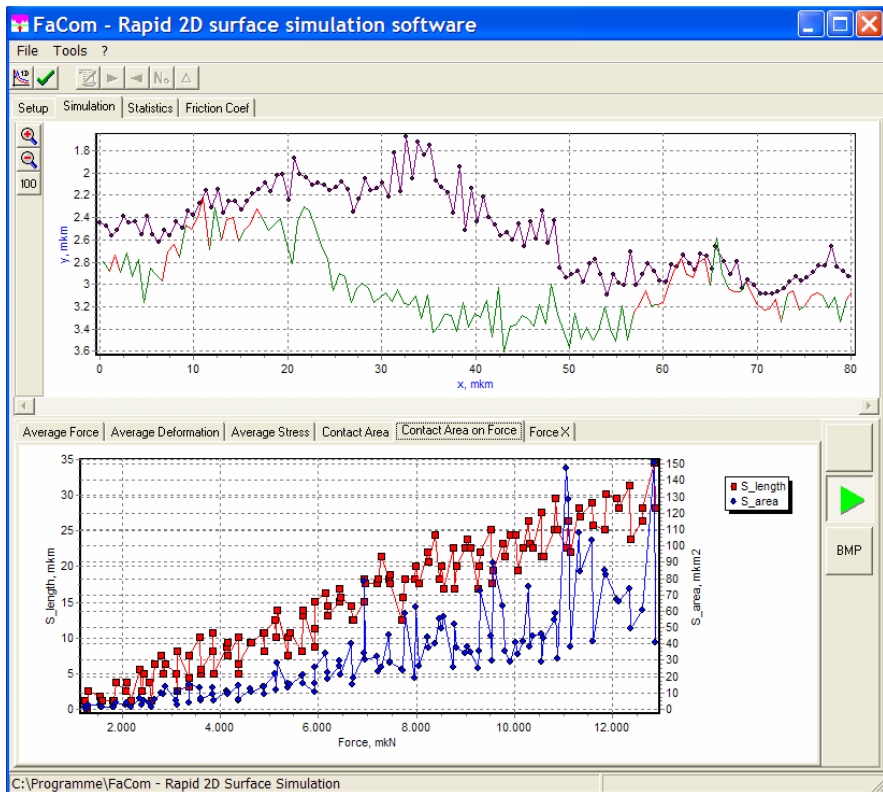 FaCom - Rapid 2D surface simulation software
File Tools ?
1D No
Setup Simulation Statistics Friction Coef
100
y, mkm
1.8
2
2.2
2.4
2.6
2.8
3
3.2
3.4
3.6
0 10 20 30 40 50 60 70 80
x, mkm
Average Force Average Deformation Average Stress Contact Area Contact Area on Force Force X
S_length, mkm
35
30
25
20
15
10
5
0
150
140
130
120
110
100
90
80
70
60
50
40
30
20
10
0
S_area, mkm2
2.000 4.000 6.000 8.000 10.000 12.000
Force, mkN
S_length
S_area
BMP
C:\Programme\FaCom - Rapid 2D Surface Simulation